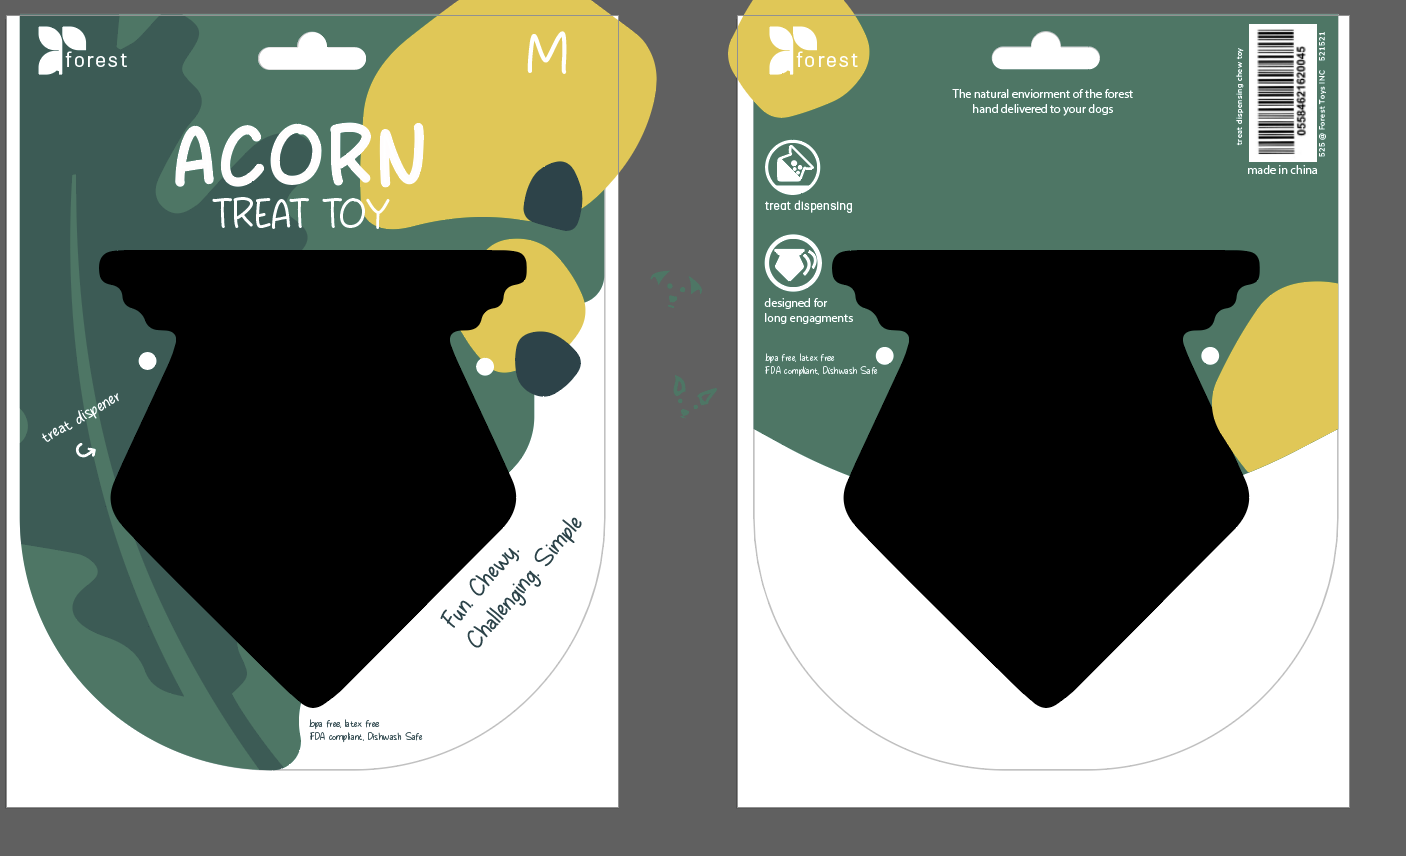 forest
M
ACORN
TREAT TOY
treat dispener
Fun. Chewy.
Challenging. Simple
bpa free, latex free
FDA compliant, Dishwash Safe
forest
The natural enviorment of the forest
hand delivered to your dogs
treat dispensing chew toy
05584621620045
525 @ Forest Toys INC 521521
made in china
treat dispensing
designed for
long engagments
bpa free, latex free
FDA compliant, Dishwash Safe